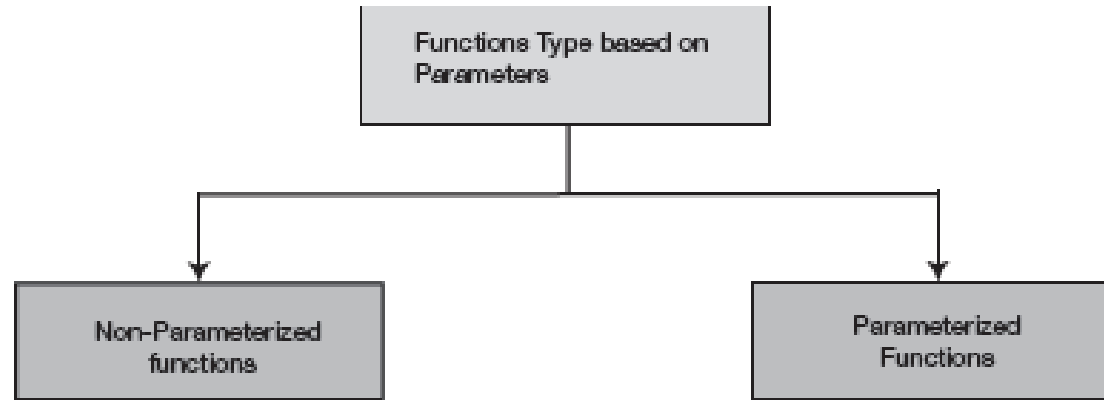 Functions Type based on
Parameters
Non-Parameterized
functions
Parameterized
Functions